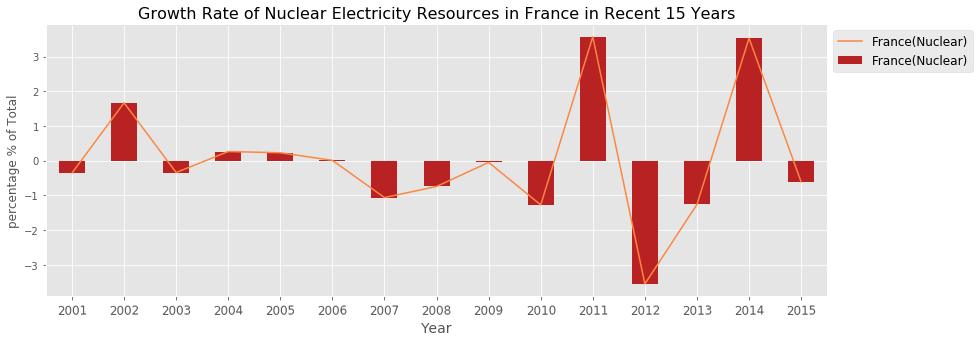 Growth Rate of Nuclear Electricity Resources in France in Recent 15 Years
France(Nuclear)
France(Nuclear)
percentage % of Total
3
2
1
0
−1
−2
−3
2001 2002 2003 2004 2005 2006 2007 2008 2009 2010 2011 2012 2013 2014 2015
Year